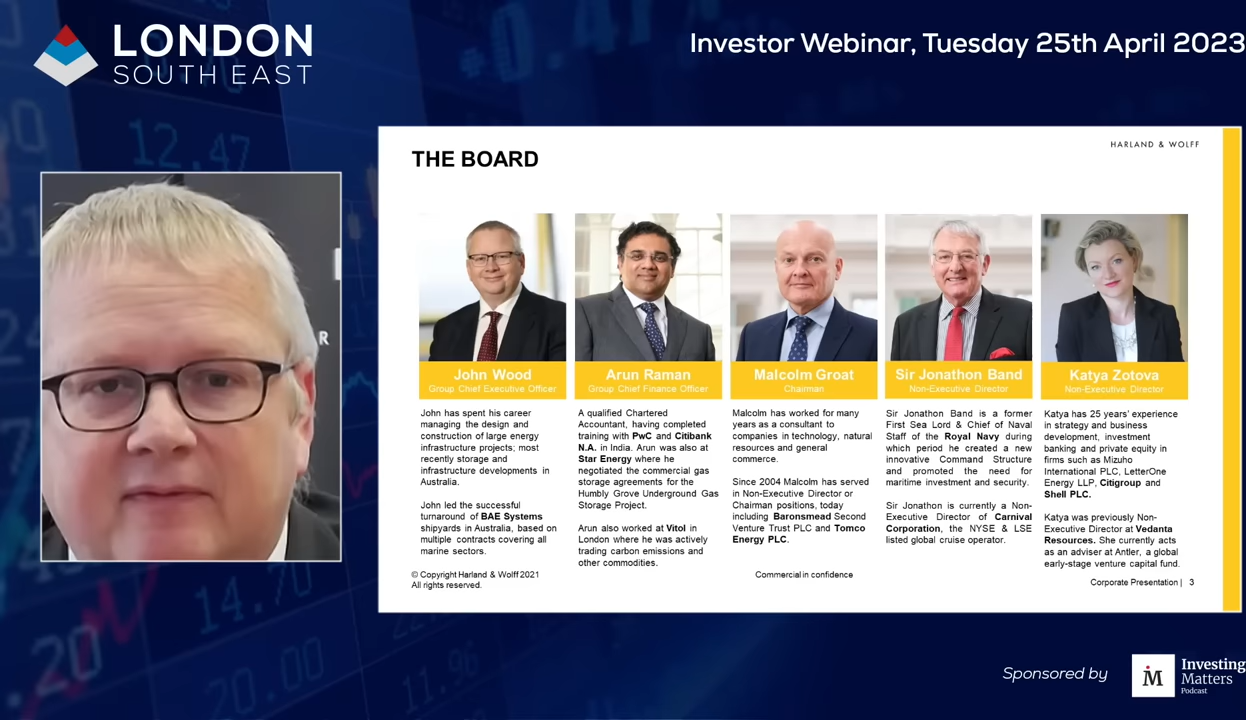 LONDON
SOUTH EAST
Investor Webinar, Tuesday 25th April 2023
12.47
R
14.70
20.00
11.96
.20
HARLAND & WOLFF
THE BOARD
John Wood
Group Chief Executive Officer
John has spent his career
managing the design and
construction of large energy
infrastructure projects; most
recently storage and
infrastructure developments in
Australia.
John led the successful
turnaround of BAE Systems
shipyards in Australia, based on
multiple contracts covering all
marine sectors.
Arun Raman
Group Chief Finance Officer
A qualified Chartered
Accountant, having completed
training with PwC and Citibank
N.A. in India. Arun was also at
Star Energy where he
negotiated the commercial gas
storage agreements for the
Humbly Grove Underground Gas
Storage Project.
Arun also worked at Vitol in
London where he was actively
trading carbon emissions and
other commodities.
Malcolm Groat
Chairman
Malcolm has worked for many
years as a consultant to
companies in technology, natural
resources and general
commerce.
Since 2004 Malcolm has served
in Non-Executive Director or
Chairman positions, today
including Baronsmead Second
Venture Trust PLC and Tomco
Energy PLC.
Sir Jonathon Band
Non-Executive Director
Sir Jonathon Band is a former
First Sea Lord & Chief of Naval
Staff of the Royal Navy during
which period he created a new
innovative Command Structure
and promoted the need for
maritime investment and security.
Sir Jonathon is currently a Non-
Executive Director of Carnival
Corporation, the NYSE & LSE
listed global cruise operator.
Katya Zotova
Non-Executive Director
Katya has 25 years' experience
in strategy and business
development, investment
banking and private equity in
firms such as Mizuho
International PLC, LetterOne
Energy LLP, Citigroup and
Shell PLC.
Katya was previously Non-
Executive Director at Vedanta
Resources. She currently acts
as an adviser at Antler, a global
early-stage venture capital fund.
© Copyright Harland & Wolff 2021
All rights reserved.
Commercial in confidence
Corporate Presentation | 3
Sponsored by
iM
Investing
Matters
Podcast